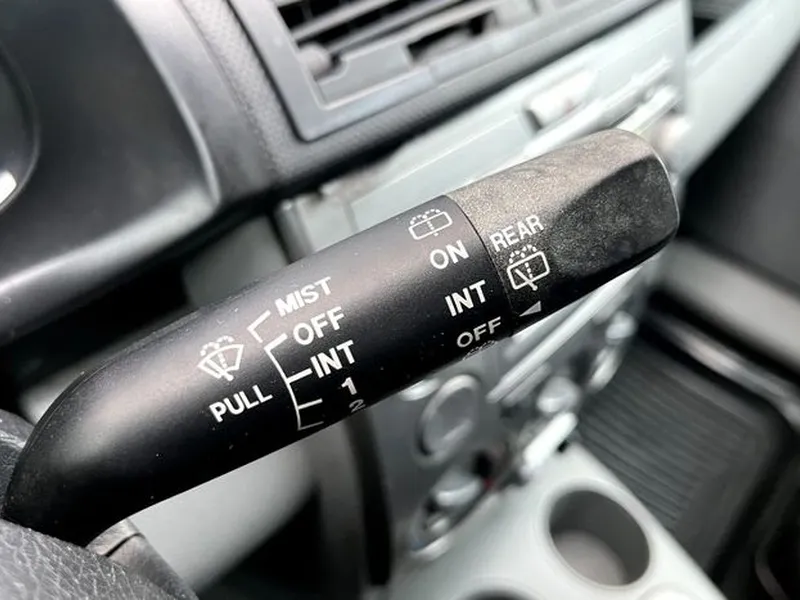 MIST
OFF
INT
1
2
PULL
ON
INT
OFF
REAR